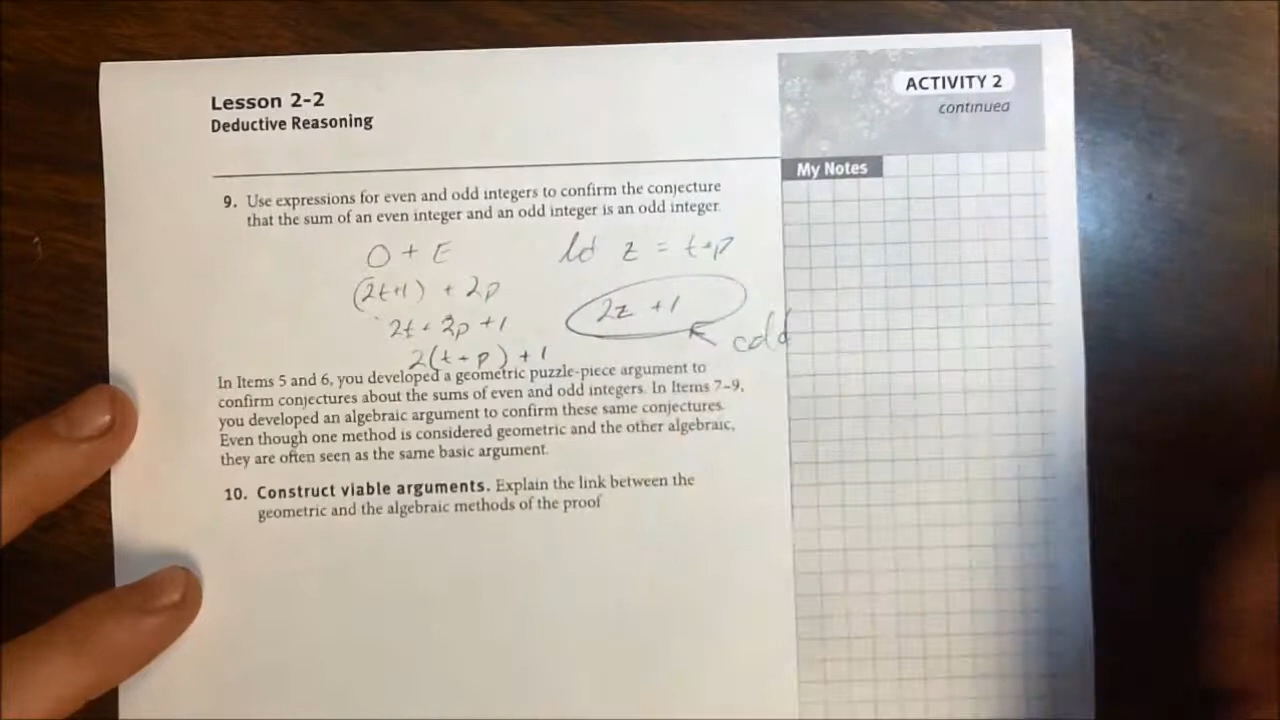 Lesson 2-2
Deductive Reasoning
ACTIVITY 2
continued
My Notes
9. Use expressions for even and odd integers to confirm the conjecture
that the sum of an even integer and an odd integer is an odd integer.
O + E
(2t+1) + 2p
2t + 2p +1
2(t + p) + 1
let z = t+p
2z +1
odd
In Items 5 and 6, you developed a geometric puzzle-piece argument to
confirm conjectures about the sums of even and odd integers. In Items 7–9,
you developed an algebraic argument to confirm these same conjectures.
Even though one method is considered geometric and the other algebraic,
they are often seen as the same basic argument.
10. Construct viable arguments. Explain the link between the
geometric and the algebraic methods of the proof